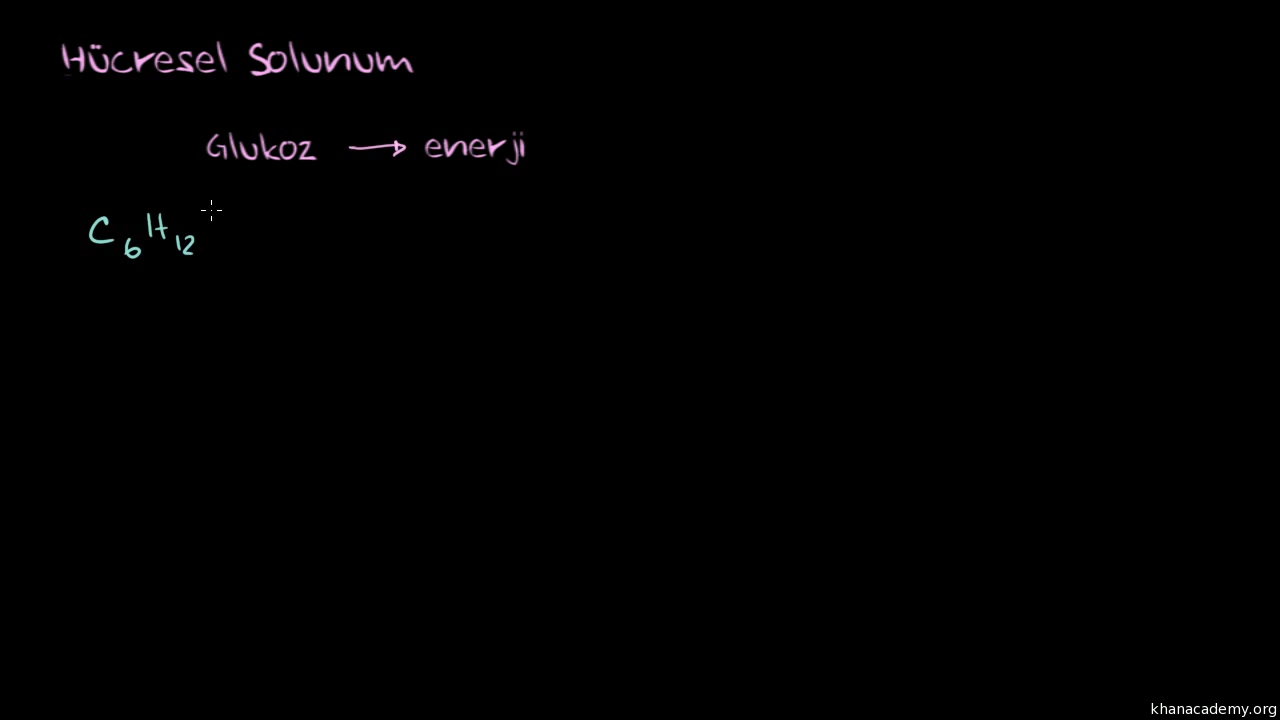 Hücresel Solunum
Glukoz → enerji
C₆H₁₂
khanacademy.org